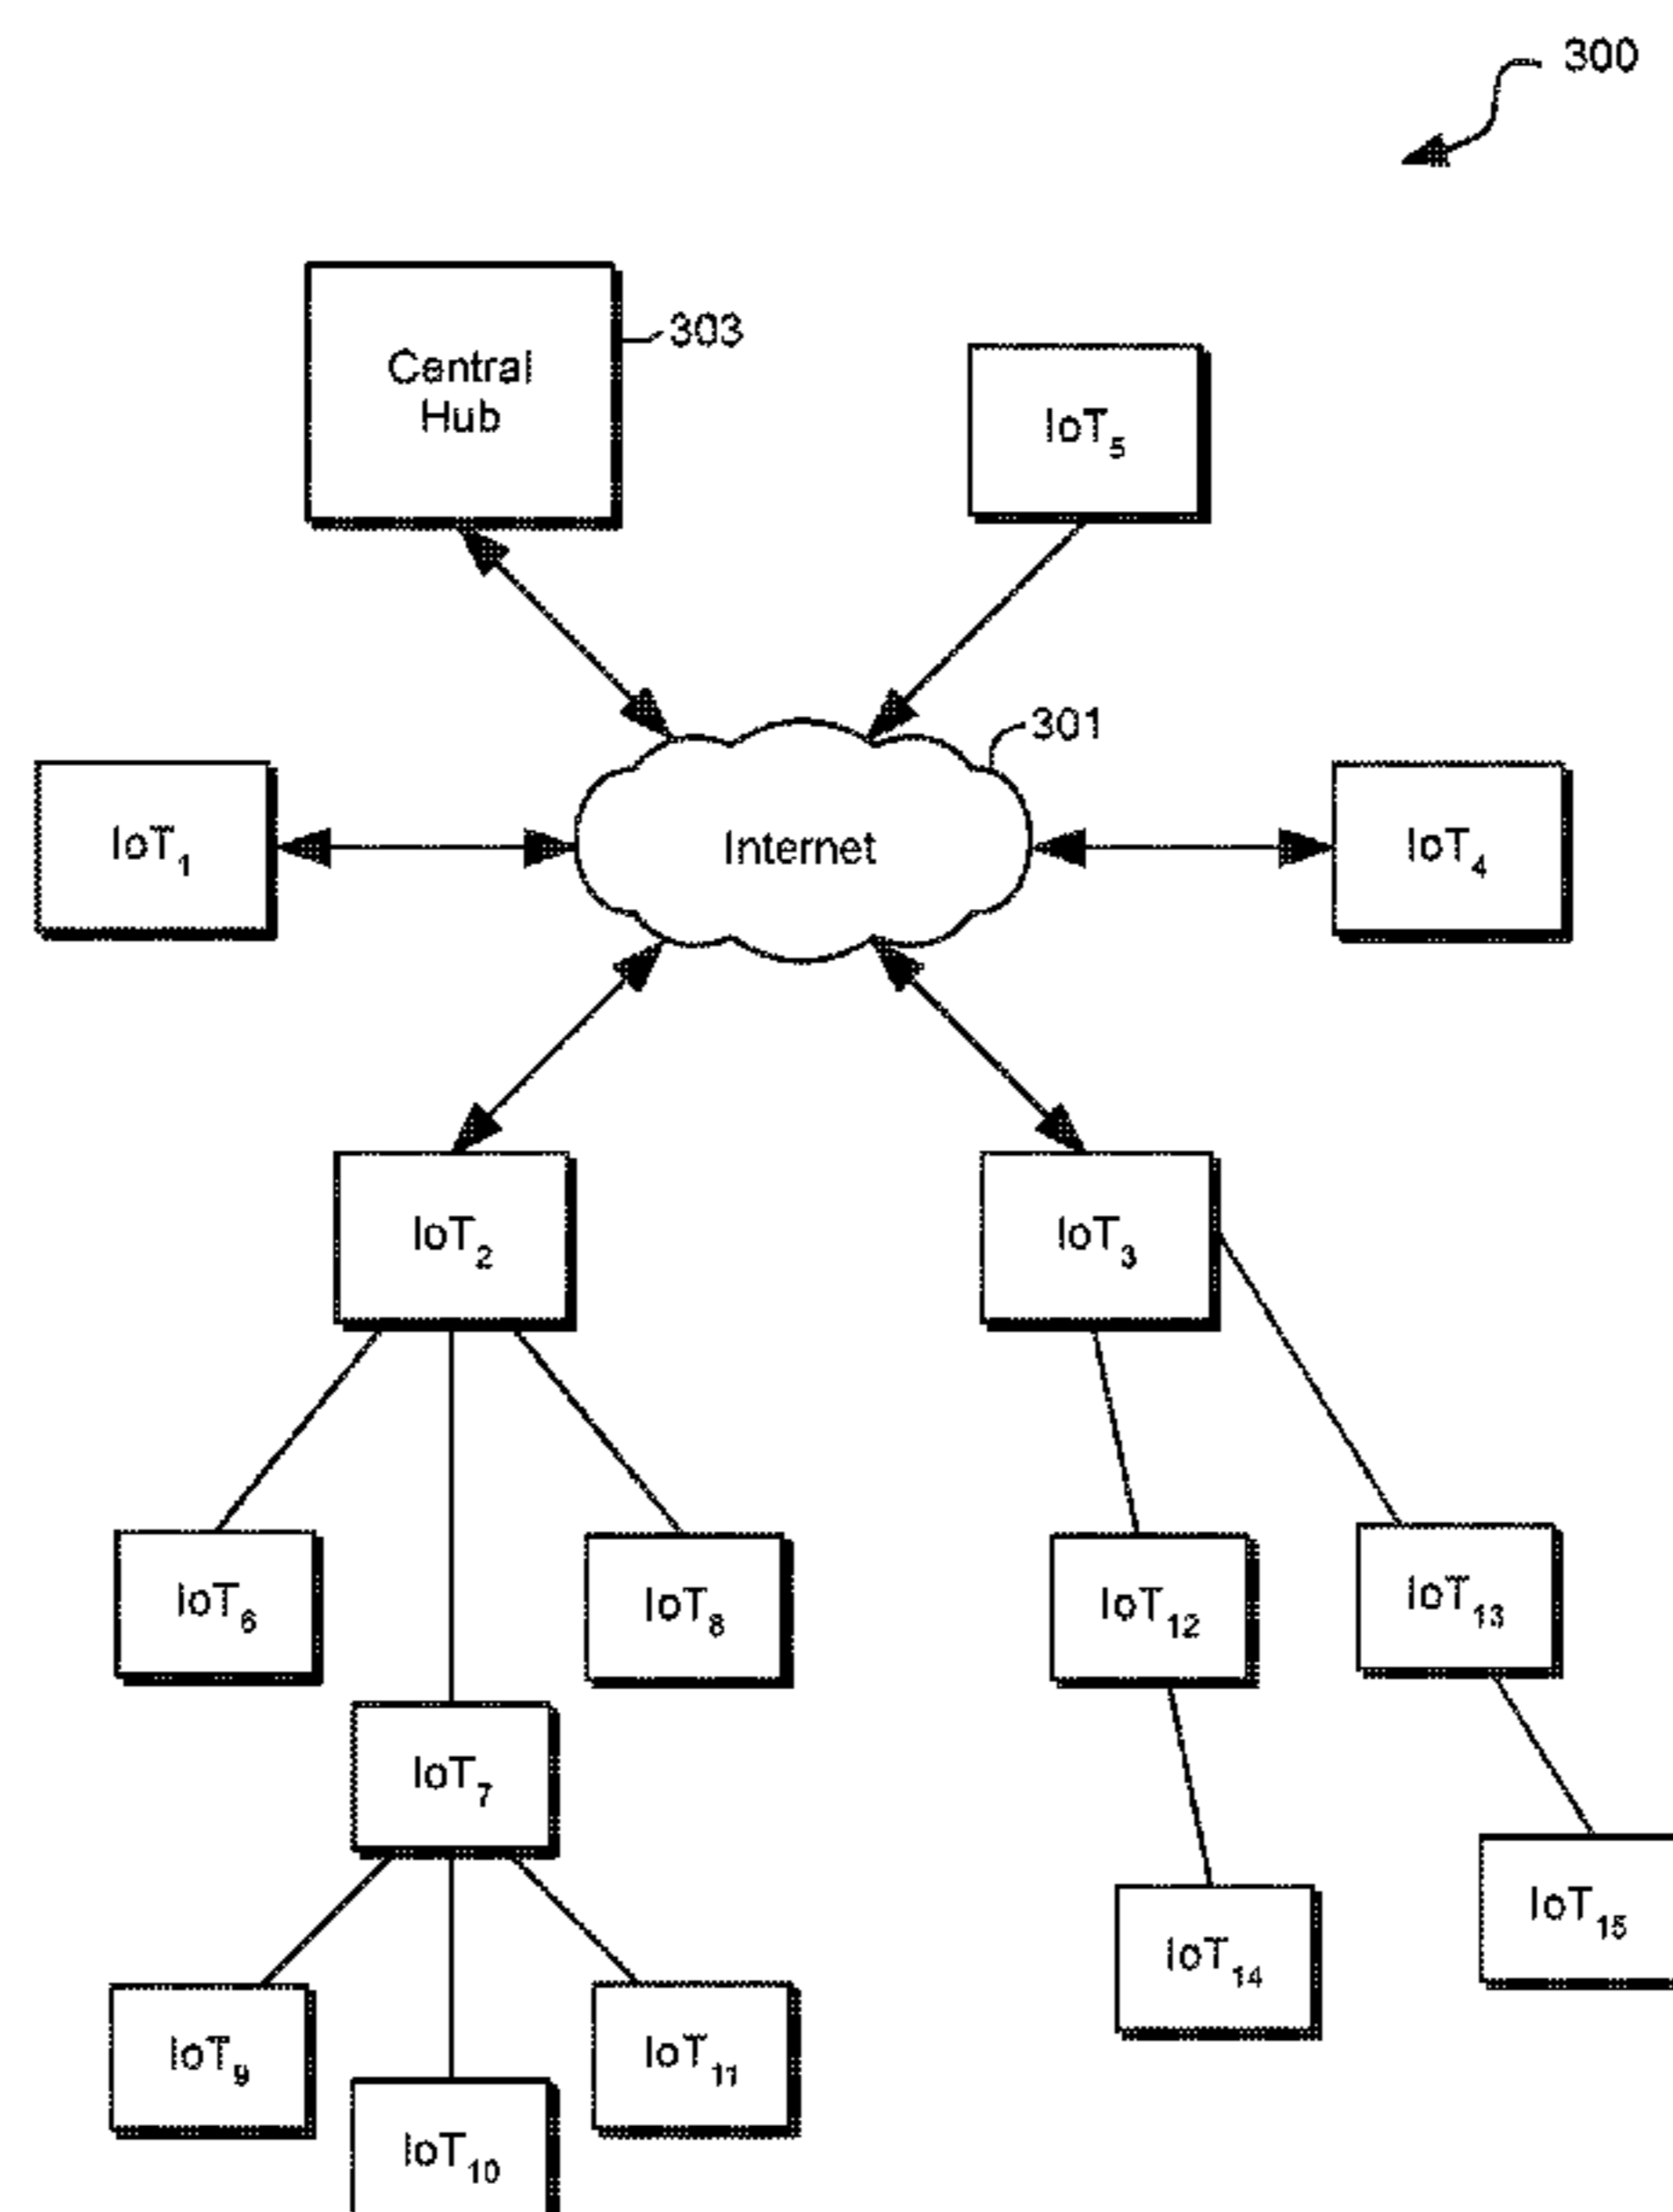 300
Central
Hub
303
IoT5
301
IoT1
Internet
IoT4
IoT2
IoT3
IoT6
IoT8
IoT12
IoT13
IoT7
IoT15
IoT14
IoT9
IoT11
IoT10